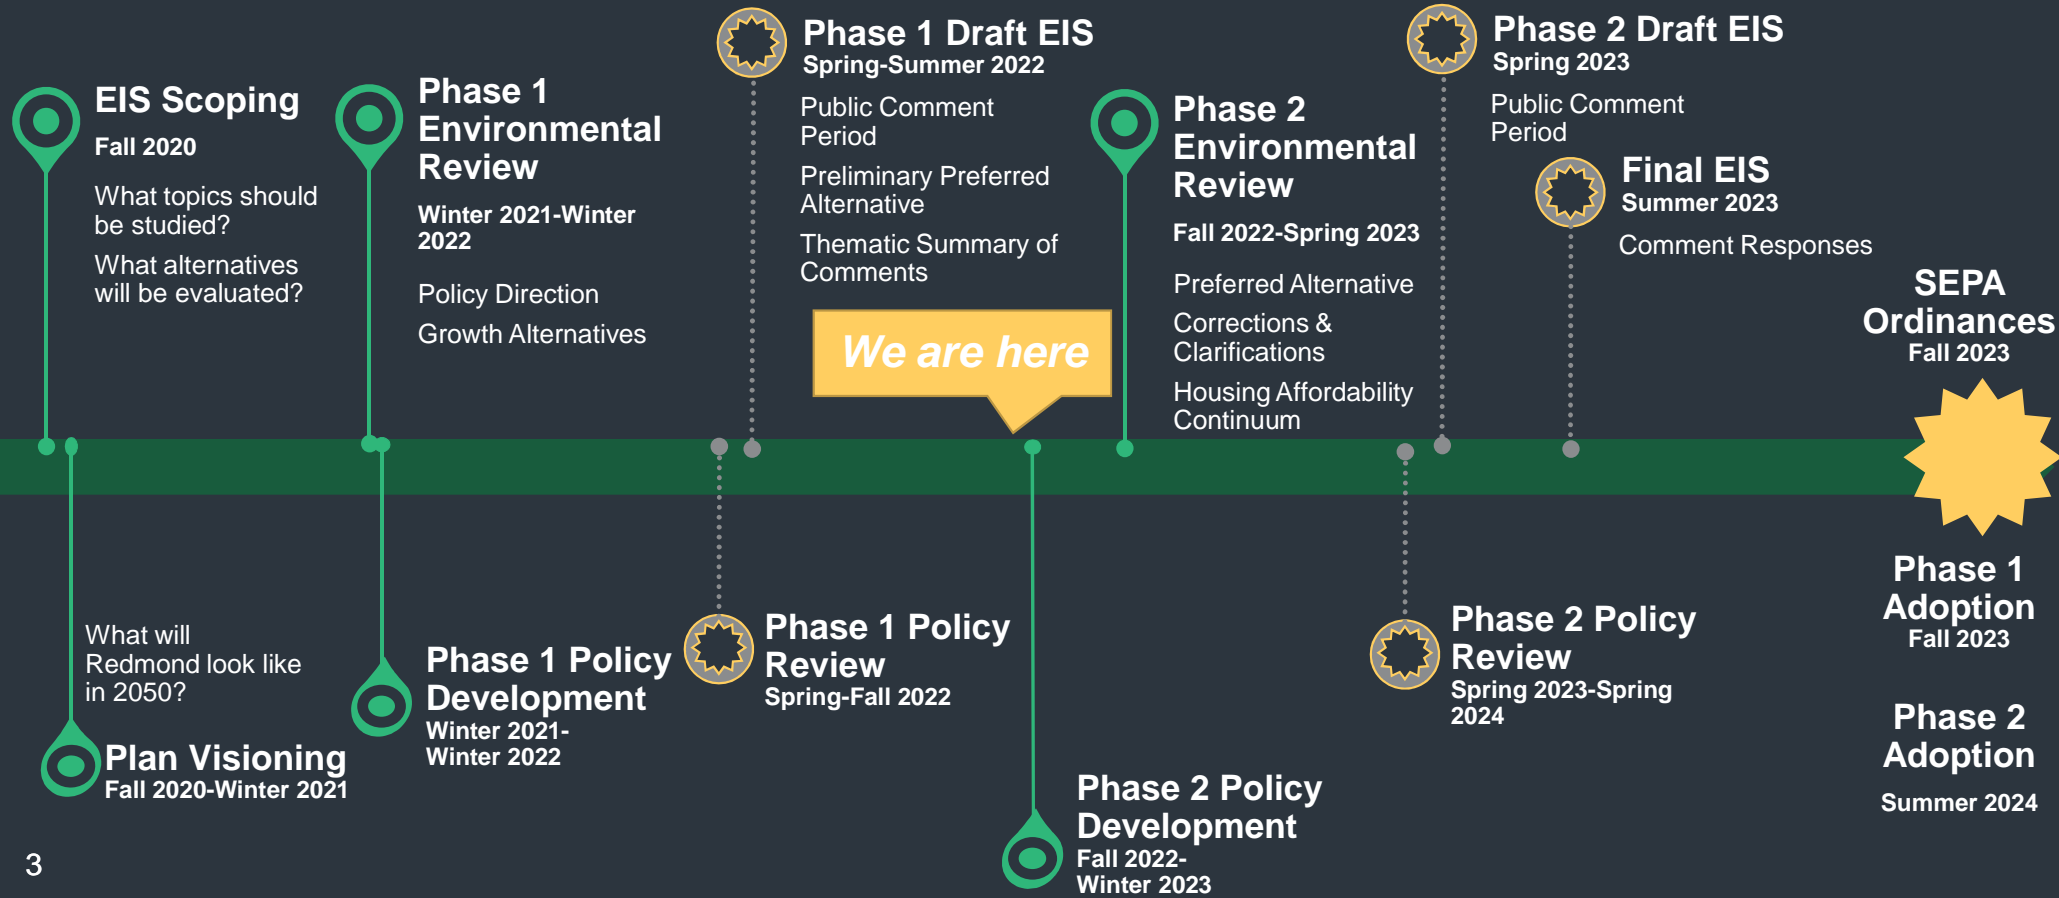 EIS Scoping
Fall 2020
What topics should
be studied?
What alternatives
will be evaluated?
Phase 1
Environmental
Review
Winter 2021-Winter
2022
Policy Direction
Growth Alternatives
Phase 1 Draft EIS
Spring-Summer 2022
Public Comment
Period
Preliminary Preferred
Alternative
Thematic Summary of
Comments
We are here
Phase 2
Environmental
Review
Fall 2022-Spring 2023
Preferred Alternative
Corrections &
Clarifications
Housing Affordability
Continuum
Phase 2 Draft EIS
Spring 2023
Public Comment
Period
Final EIS
Summer 2023
Comment Responses
SEPA
Ordinances
Fall 2023
What will
Redmond look like
in 2050?
Plan Visioning
Fall 2020-Winter 2021
Phase 1 Policy
Development
Winter 2021-
Winter 2022
Phase 1 Policy
Review
Spring-Fall 2022
Phase 2 Policy
Development
Fall 2022-
Winter 2023
Phase 2 Policy
Review
Spring 2023-Spring
2024
Phase 1
Adoption
Fall 2023
Phase 2
Adoption
Summer 2024
3